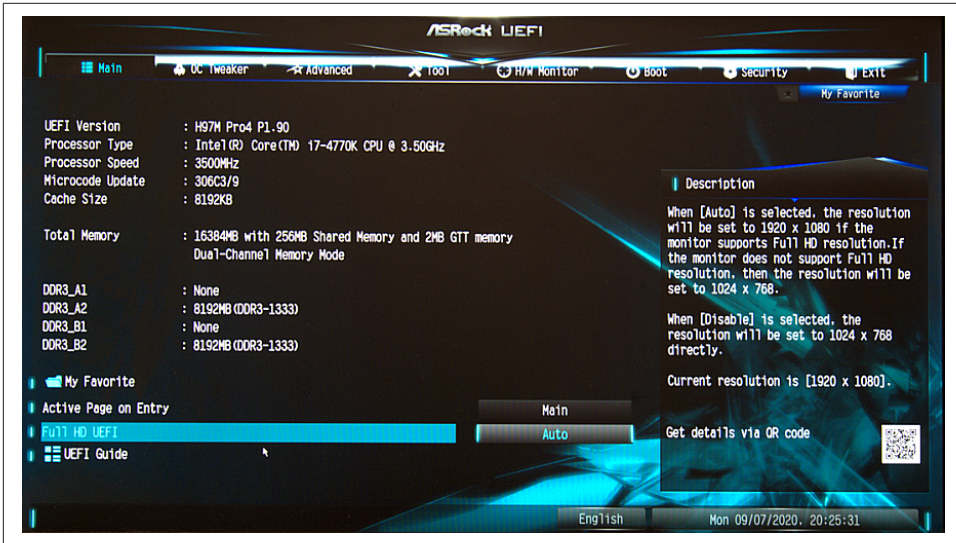 ASRock UEFI
Main OC Tweaker Advanced Tool H/W Monitor Boot Security Exit
My Favorite
UEFI Version : H97M Pro4 P1.90
Processor Type : Intel(R) Core(TM) i7-4770K CPU @ 3.50GHz
Processor Speed : 3500MHz
Microcode Update : 306C3/9
Cache Size : 8192KB
Total Memory : 16384MB with 256MB Shared Memory and 2MB GTT memory
Dual-Channel Memory Mode
DDR3_A1 : None
DDR3_A2 : 8192MB(DDR3-1333)
DDR3_B1 : None
DDR3_B2 : 8192MB(DDR3-1333)
My Favorite
Active Page on Entry Main
Full HD UEFI Auto
UEFI Guide
Description
When [Auto] is selected, the resolution
will be set to 1920 x 1080 if the
monitor supports Full HD resolution.If
the monitor does not support Full HD
resolution, then the resolution will be
set to 1024 x 768.
When [Disable] is selected, the
resolution will be set to 1024 x 768
directly.
Current resolution is [1920 x 1080].
Get details via QR code
English Mon 09/07/2020, 20:25:31